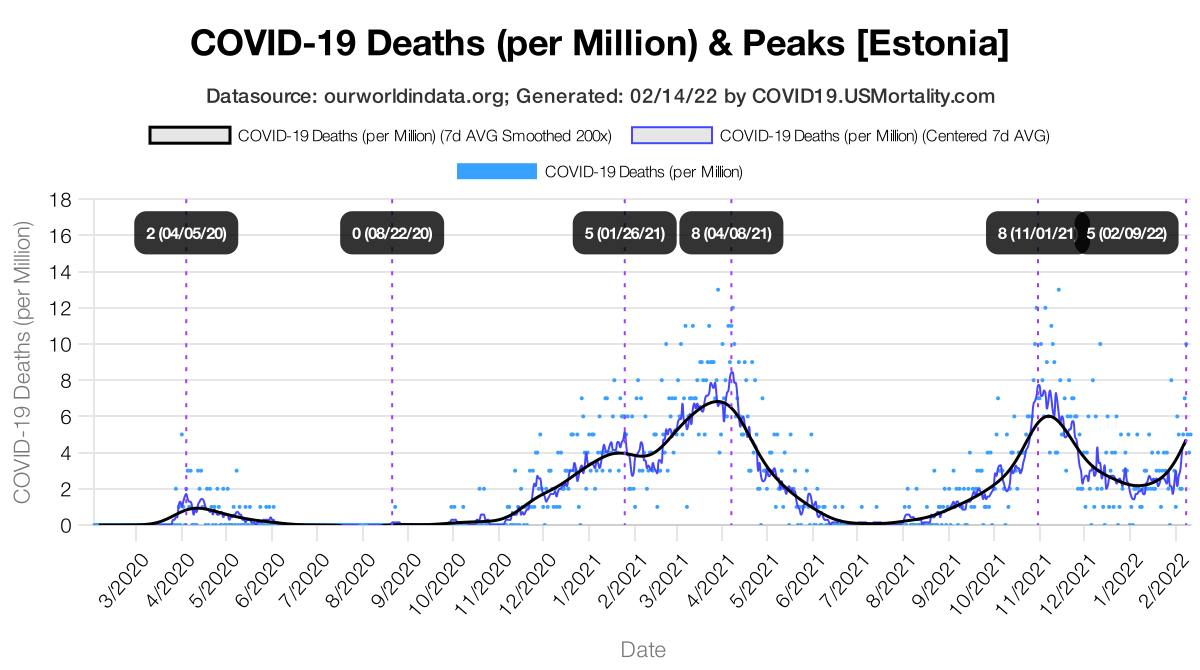 COVID-19 Deaths (per Million) & Peaks [Estonia]
Datasource: ourworldindata.org; Generated: 02/14/22 by COVID19.USMortality.com
COVID-19 Deaths (per Million) (7d AVG Smoothed 200x) COVID-19 Deaths (per Million) (Centered 7d AVG)
COVID-19 Deaths (per Million)
COVID-19 Deaths (per Million)
18
16
14
12
10
8
6
4
2
0
2 (04/05/20) 0 (08/22/20) 5 (01/26/21) 8 (04/08/21) 8 (11/01/21) 5 (02/09/22)
3/2020 4/2020 5/2020 6/2020 7/2020 8/2020 9/2020 10/2020 11/2020 12/2020 1/2021 2/2021 3/2021 4/2021 5/2021 6/2021 7/2021 8/2021 9/2021 10/2021 11/2021 12/2021 1/2022 2/2022
Date